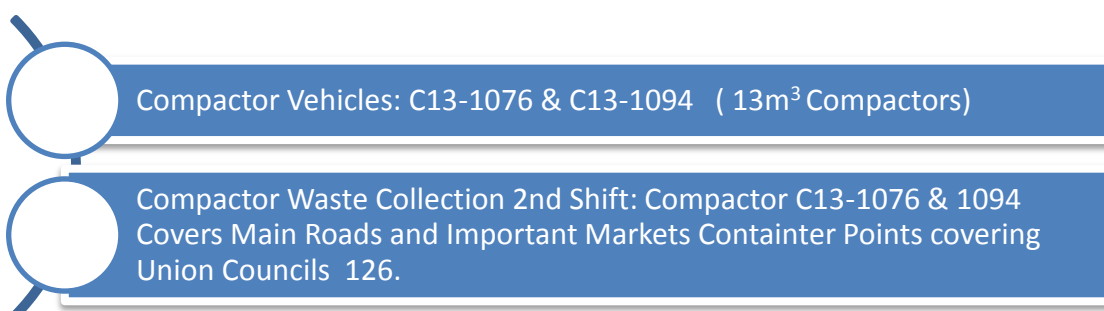 Compactor Vehicles: C13-1076 & C13-1094 ( 13m³ Compactors)
Compactor Waste Collection 2nd Shift: Compactor C13-1076 & 1094
Covers Main Roads and Important Markets Containter Points covering
Union Councils 126.